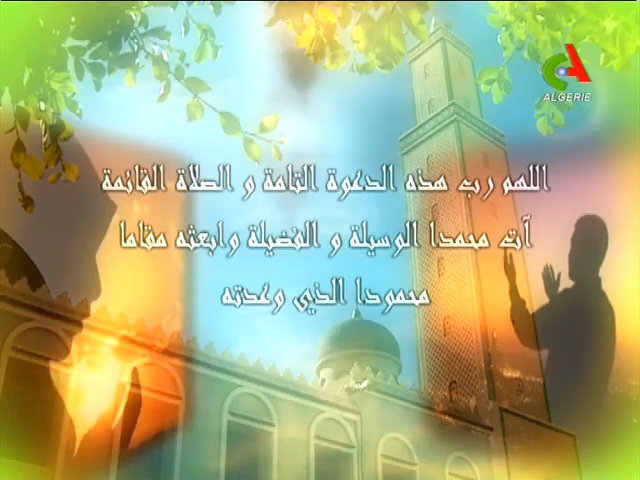 ALGERIE
اللهم رب هذه الدعوة التامة و الصلاة القائمة
آت محمدا الوسيلة و الفضيلة وابعثه مقاما
محمودا الذي وعدته